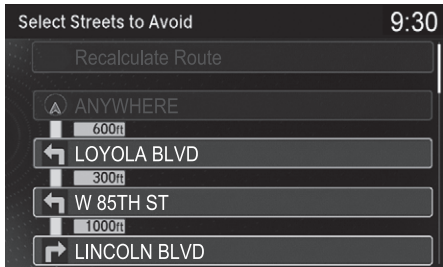 Select Streets to Avoid 9:30
Recalculate Route
ANYWHERE
600ft
LOYOLA BLVD
300ft
W 85TH ST
1000ft
LINCOLN BLVD